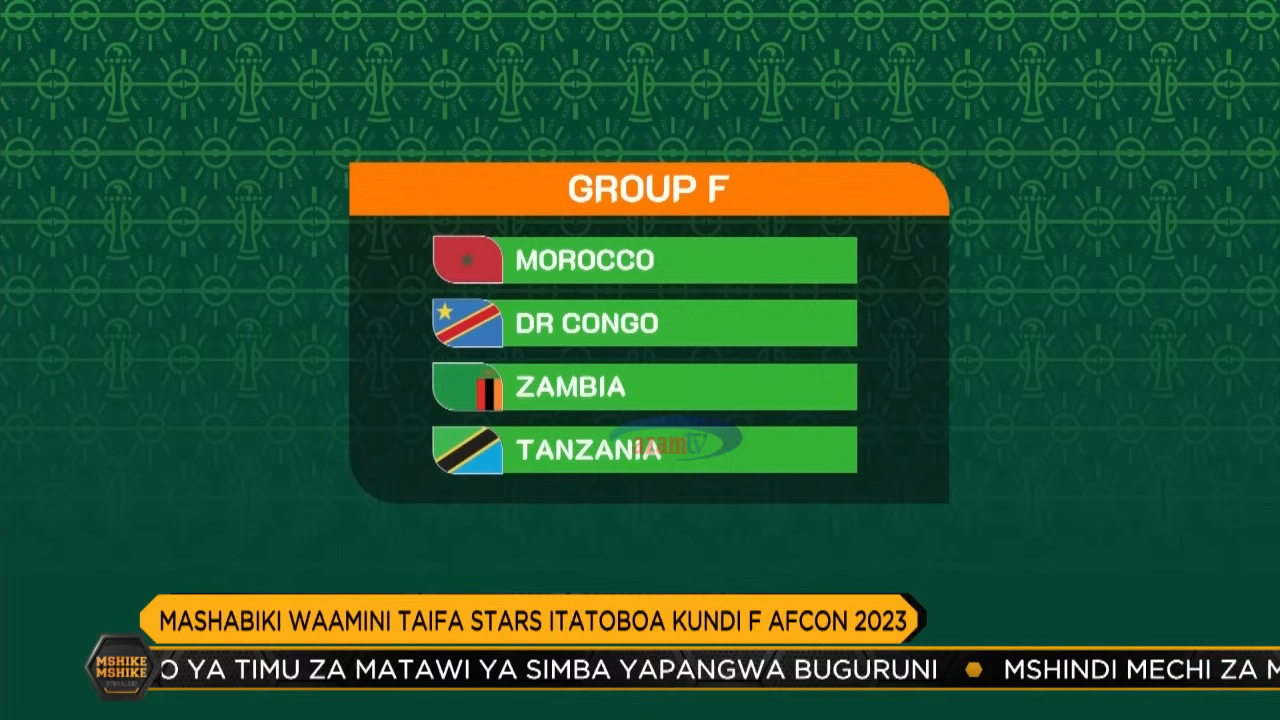 GROUP F
MOROCCO
DR CONGO
ZAMBIA
TANZANIA
azamtv
MASHABIKI WAAMINI TAIFA STARS ITATOBOA KUNDI F AFCON 2023
MSHIKE
MSHIKE
O YA TIMU ZA MATAWI YA SIMBA YAPANGWA BUGURUNI
MSHINDI MECHI ZA M